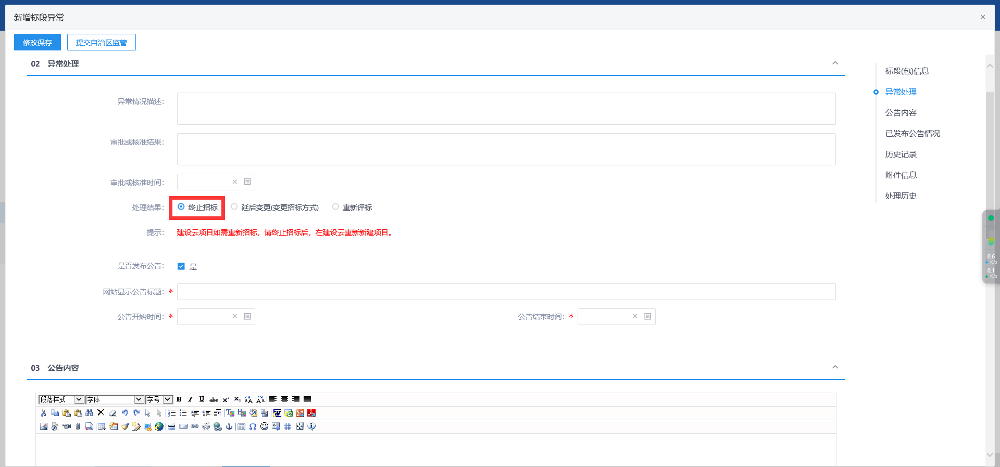 新增标段异常
×
修改保存
提交自治区监管
02 异常处理
异常情况描述：
审批或核准结果：
审批或核准时间：
处理结果： 终止招标 延后变更(变更招标方式) 重新评标
提示： 建设云项目如需重新招标，请终止招标后，在建设云重新新建项目。
是否发布公告： 是
网站显示公告标题： *
公告开始时间： *
公告结束时间： *
03 公告内容
段落样式 字体 字号 B I U abc
标段(包)信息
异常处理
公告内容
已发布公告情况
历史记录
附件信息
处理历史
0.6
K/s
0.1
K/s